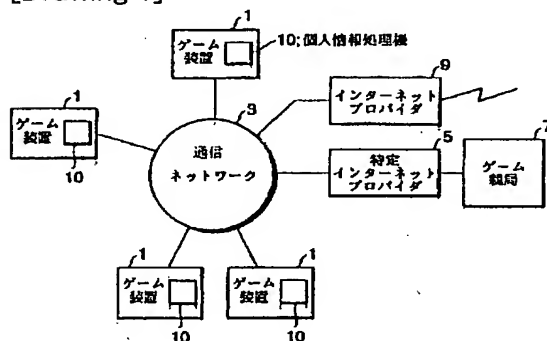 [Drawing 1]
1
ゲーム
装置
10;個人情報処理機
9
インターネット
プロバイダ
1
ゲーム
装置
10
3
通信
ネットワーク
5
特定
インターネット
プロバイダ
7
ゲーム
親局
1
ゲーム
装置
10
1
ゲーム
装置
10